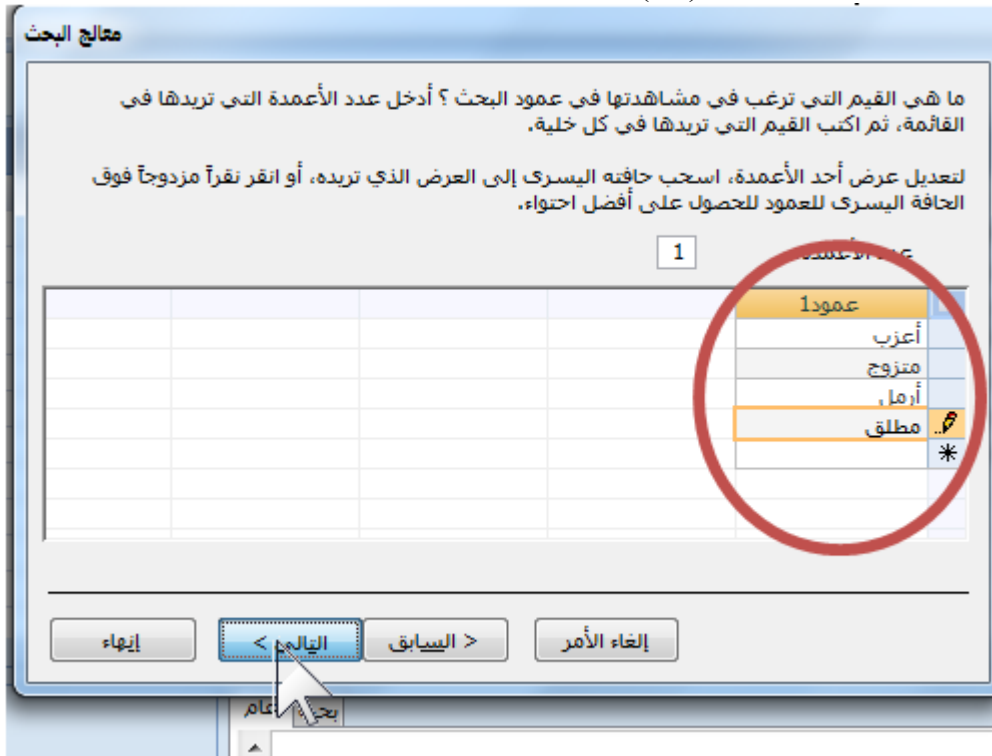 معالج البحث
ما هي القيم التي ترغب في مشاهدتها في عمود البحث ؟ أدخل عدد الأعمدة التي تريدها في
القائمة، ثم اكتب القيم التي تريدها في كل خلية.
لتعديل عرض أحد الأعمدة، اسحب حافته اليسرى إلى العرض الذي تريده، أو انقر نقراً مزدوجاً فوق
الحافة اليسرى للعمود للحصول على أفضل احتواء.
عدد الأعمدة 1
عمود1
أعزب
متزوج
أرمل
مطلق
إلغاء الأمر
< السابق
التالي >
إنهاء
عام